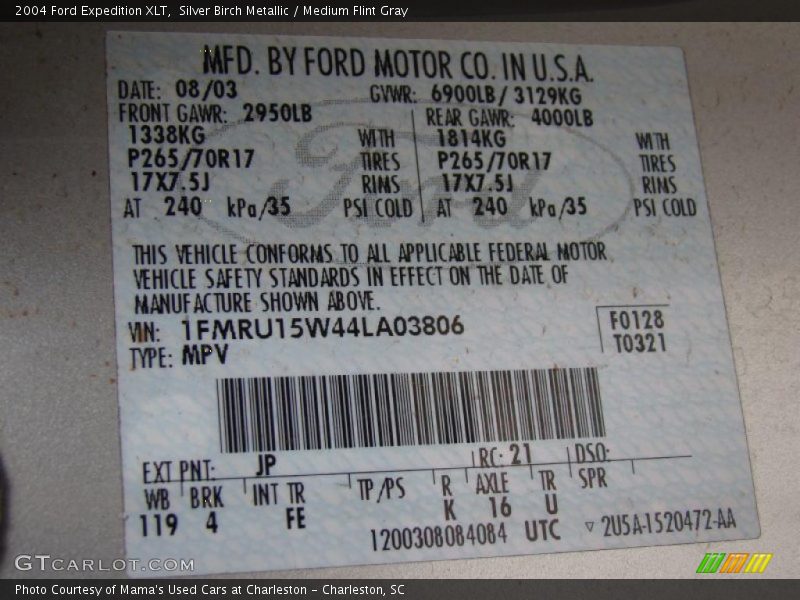 2004 Ford Expedition XLT,  Silver Birch Metallic / Medium Flint Gray
MFD. BY FORD MOTOR CO. IN U.S.A.
DATE: 08/03 GVWR: 6900LB/ 3129KG
FRONT GAWR: 2950LB REAR GAWR: 4000LB
1338KG WITH 1814KG WITH
P265/70R17 TIRES P265/70R17 TIRES
17X7.5J RIMS 17X7.5J RIMS
AT 240 kPa/35 PSI COLD AT 240 kPa/35 PSI COLD
Ford
THIS VEHICLE CONFORMS TO ALL APPLICABLE FEDERAL MOTOR
VEHICLE SAFETY STANDARDS IN EFFECT ON THE DATE OF
MANUFACTURE SHOWN ABOVE.
VIN: 1FMRU15W44LA03806 F0128
TYPE: MPV T0321
EXT PNT: JP RC: 21 DSO:
WB BRK INT TR TP/PS R AXLE TR SPR
119 4 FE K 16 U
1200308084084 UTC ▽ 2U5A-1520472-AA
GTCARLOT.COM
Photo Courtesy of Mama's Used Cars at Charleston - Charleston, SC